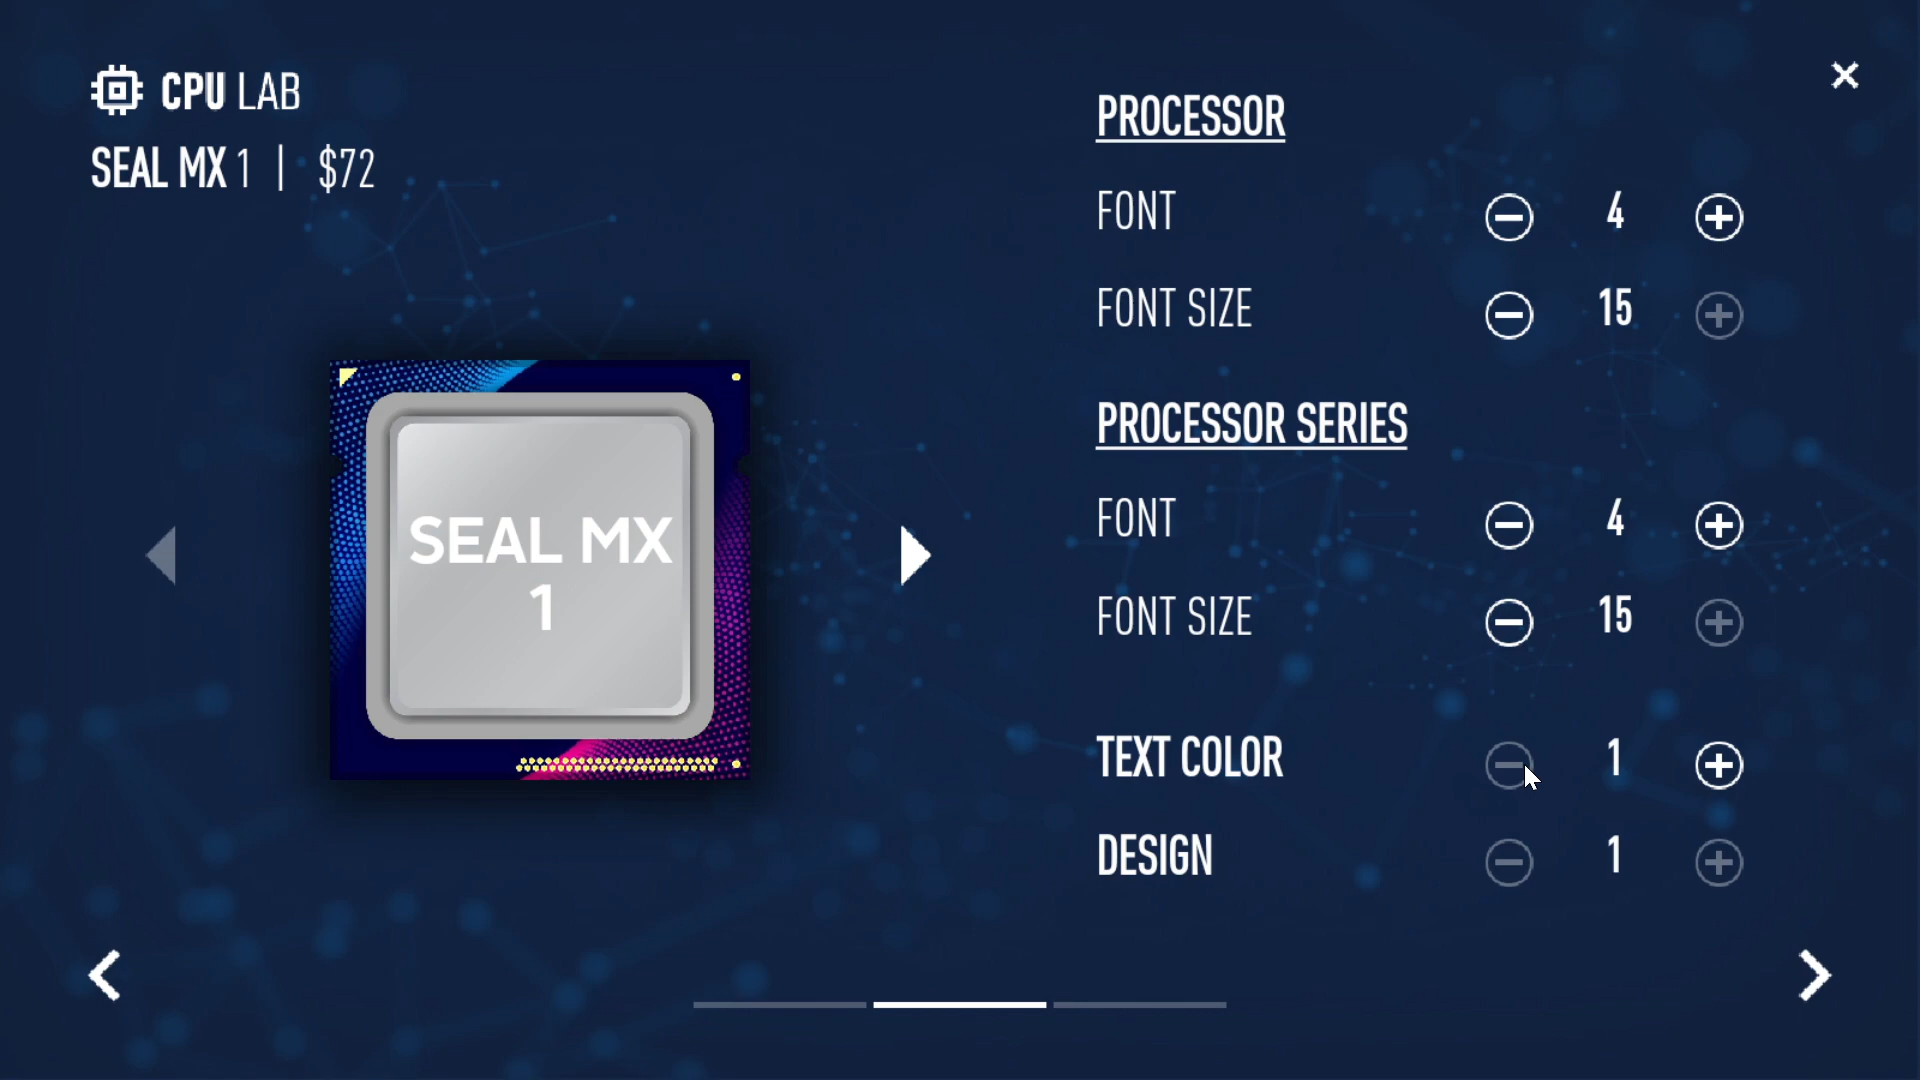 CPU LAB
SEAL MX 1 | $72
SEAL MX
1
PROCESSOR
FONT 4
FONT SIZE 15
PROCESSOR SERIES
FONT 4
FONT SIZE 15
TEXT COLOR 1
DESIGN 1